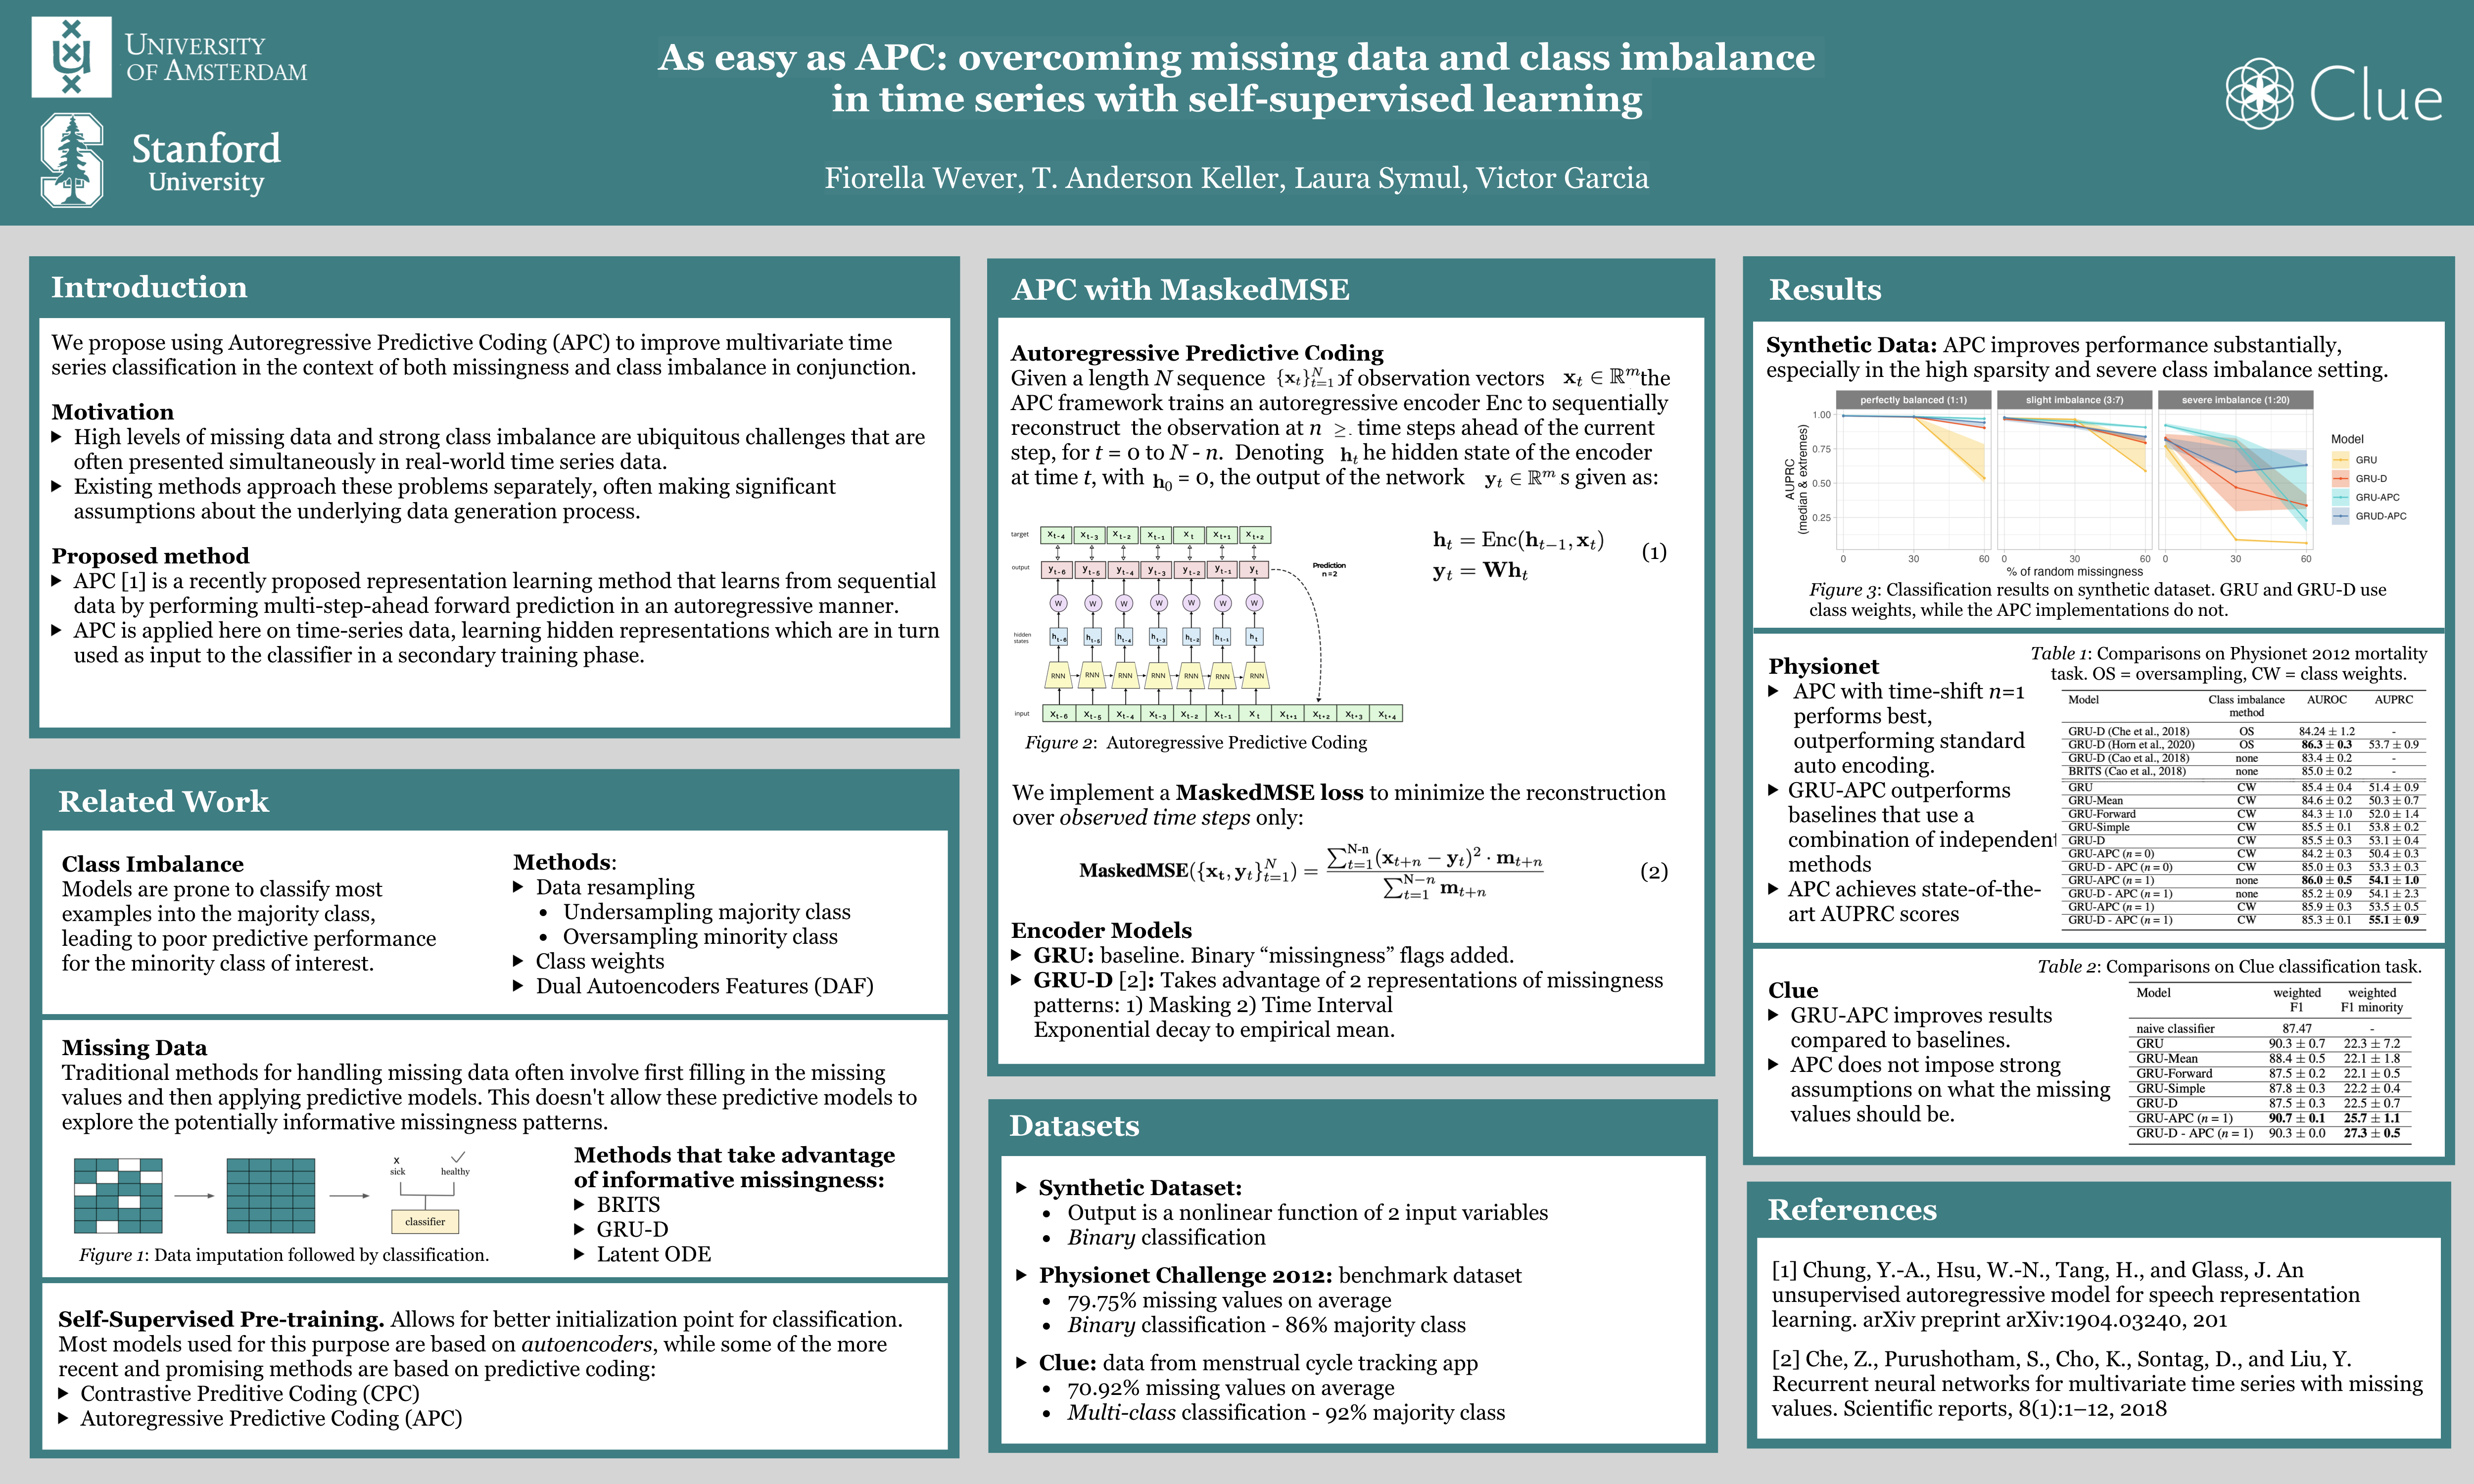 UNIVERSITY
OF AMSTERDAM
Stanford
University
As easy as APC: overcoming missing data and class imbalance
in time series with self-supervised learning
Fiorella Wever, T. Anderson Keller, Laura Symul, Victor Garcia
Clue
Introduction
We propose using Autoregressive Predictive Coding (APC) to improve multivariate time
series classification in the context of both missingness and class imbalance in conjunction.
Motivation
▶ High levels of missing data and strong class imbalance are ubiquitous challenges that are
often presented simultaneously in real-world time series data.
▶ Existing methods approach these problems separately, often making significant
assumptions about the underlying data generation process.
Proposed method
▶ APC [1] is a recently proposed representation learning method that learns from sequential
data by performing multi-step-ahead forward prediction in an autoregressive manner.
▶ APC is applied here on time-series data, learning hidden representations which are in turn
used as input to the classifier in a secondary training phase.
Related Work
Class Imbalance
Models are prone to classify most
examples into the majority class,
leading to poor predictive performance
for the minority class of interest.
Methods:
▶ Data resampling
• Undersampling majority class
• Oversampling minority class
▶ Class weights
▶ Dual Autoencoders Features (DAF)
Missing Data
Traditional methods for handling missing data often involve first filling in the missing
values and then applying predictive models. This doesn't allow these predictive models to
explore the potentially informative missingness patterns.
x
sick
healthy
classifier
Figure 1: Data imputation followed by classification.
Methods that take advantage
of informative missingness:
▶ BRITS
▶ GRU-D
▶ Latent ODE
Self-Supervised Pre-training. Allows for better initialization point for classification.
Most models used for this purpose are based on autoencoders, while some of the more
recent and promising methods are based on predictive coding:
▶ Contrastive Preditive Coding (CPC)
▶ Autoregressive Predictive Coding (APC)
APC with MaskedMSE
Autoregressive Predictive Coding
Given a length N sequence {x_t}_{t=1}^N of observation vectors x_t ∈ ℝ^m the
APC framework trains an autoregressive encoder Enc to sequentially
reconstruct the observation at n ≥ time steps ahead of the current
step, for t = 0 to N - n. Denoting h_t he hidden state of the encoder
at time t, with h_0 = 0, the output of the network y_t ∈ ℝ^m s given as:
target x_{t-4} x_{t-3} x_{t-2} x_{t-1} x_t x_{t+1} x_{t+2}
output y_{t-6} y_{t-5} y_{t-4} y_{t-3} y_{t-2} y_{t-1} y_t
Prediction
n = 2
W W W W W W W
hidden
states h_{t-6} h_{t-5} h_{t-4} h_{t-3} h_{t-2} h_{t-1} h_t
RNN RNN RNN RNN RNN RNN RNN
input x_{t-6} x_{t-5} x_{t-4} x_{t-3} x_{t-2} x_{t-1} x_t x_{t+1} x_{t+2} x_{t+3} x_{t+4}
h_t = Enc(h_{t−1}, x_t)
y_t = Wh_t
(1)
Figure 2: Autoregressive Predictive Coding
We implement a MaskedMSE loss to minimize the reconstruction
over observed time steps only:
MaskedMSE({x_t, y_t}_{t=1}^N) = ∑_{t=1}^{N-n} (x_{t+n} − y_t)^2 · m_{t+n} / ∑_{t=1}^{N−n} m_{t+n} (2)
Encoder Models
▶ GRU: baseline. Binary “missingness” flags added.
▶ GRU-D [2]: Takes advantage of 2 representations of missingness
patterns: 1) Masking 2) Time Interval
Exponential decay to empirical mean.
Datasets
▶ Synthetic Dataset:
• Output is a nonlinear function of 2 input variables
• Binary classification
▶ Physionet Challenge 2012: benchmark dataset
• 79.75% missing values on average
• Binary classification - 86% majority class
▶ Clue: data from menstrual cycle tracking app
• 70.92% missing values on average
• Multi-class classification - 92% majority class
Results
Synthetic Data: APC improves performance substantially,
especially in the high sparsity and severe class imbalance setting.
perfectly balanced (1:1) slight imbalance (3:7) severe imbalance (1:20)
AUPRC
(median & extremes)
1.00
0.75
0.50
0.25
0 30 60 0 30 60 0 30 60
% of random missingness
Model
GRU
GRU-D
GRU-APC
GRUD-APC
Figure 3: Classification results on synthetic dataset. GRU and GRU-D use
class weights, while the APC implementations do not.
Physionet
▶ APC with time-shift n=1
performs best,
outperforming standard
auto encoding.
▶ GRU-APC outperforms
baselines that use a
combination of independent
methods
▶ APC achieves state-of-the-
art AUPRC scores
Table 1: Comparisons on Physionet 2012 mortality
task. OS = oversampling, CW = class weights.
Model Class imbalance AUROC AUPRC
method
GRU-D (Che et al., 2018) OS 84.24 ± 1.2 -
GRU-D (Horn et al., 2020) OS 86.3 ± 0.3 53.7 ± 0.9
GRU-D (Cao et al., 2018) none 83.4 ± 0.2 -
BRITS (Cao et al., 2018) none 85.0 ± 0.2 -
GRU CW 85.4 ± 0.4 51.4 ± 0.9
GRU-Mean CW 84.6 ± 0.2 50.3 ± 0.7
GRU-Forward CW 84.3 ± 1.0 52.0 ± 1.4
GRU-Simple CW 85.5 ± 0.1 53.8 ± 0.2
GRU-D CW 85.5 ± 0.3 53.1 ± 0.4
GRU-APC (n = 0) CW 84.2 ± 0.3 50.4 ± 0.3
GRU-D - APC (n = 0) CW 85.0 ± 0.3 53.3 ± 0.3
GRU-APC (n = 1) none 86.0 ± 0.5 54.1 ± 1.0
GRU-D - APC (n = 1) none 85.2 ± 0.9 54.1 ± 2.3
GRU-APC (n = 1) CW 85.9 ± 0.3 53.5 ± 0.5
GRU-D - APC (n = 1) CW 85.3 ± 0.1 55.1 ± 0.9
Clue
▶ GRU-APC improves results
compared to baselines.
▶ APC does not impose strong
assumptions on what the missing
values should be.
Table 2: Comparisons on Clue classification task.
Model weighted weighted
F1 F1 minority
naive classifier 87.47 -
GRU 90.3 ± 0.7 22.3 ± 7.2
GRU-Mean 88.4 ± 0.5 22.1 ± 1.8
GRU-Forward 87.5 ± 0.2 22.1 ± 0.5
GRU-Simple 87.8 ± 0.3 22.2 ± 0.4
GRU-D 87.5 ± 0.3 22.5 ± 0.7
GRU-APC (n = 1) 90.7 ± 0.1 25.7 ± 1.1
GRU-D - APC (n = 1) 90.3 ± 0.0 27.3 ± 0.5
References
[1] Chung, Y.-A., Hsu, W.-N., Tang, H., and Glass, J. An
unsupervised autoregressive model for speech representation
learning. arXiv preprint arXiv:1904.03240, 201
[2] Che, Z., Purushotham, S., Cho, K., Sontag, D., and Liu, Y.
Recurrent neural networks for multivariate time series with missing
values. Scientific reports, 8(1):1–12, 2018